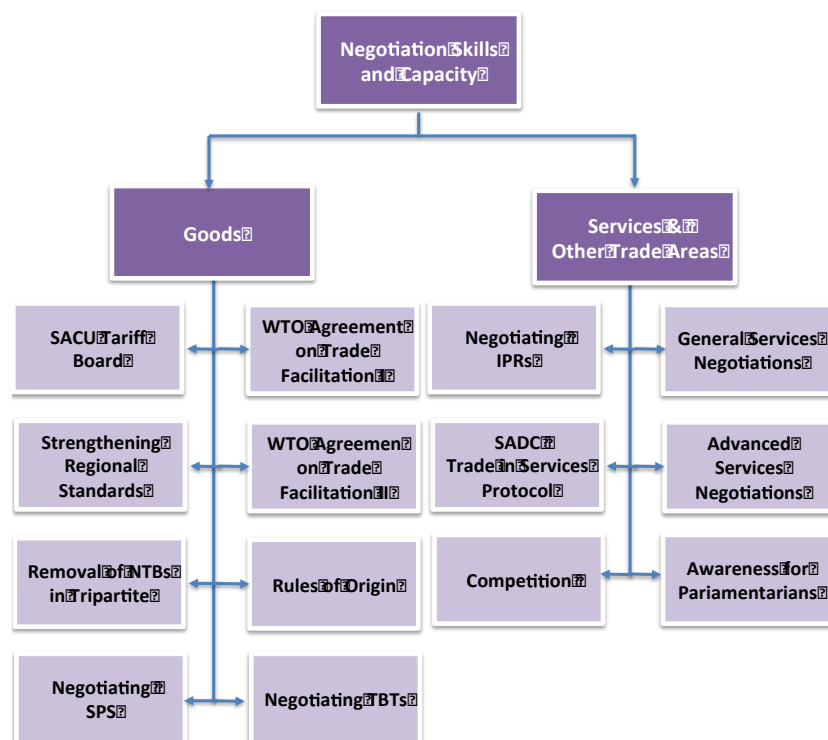 Negotiation Skills
and Capacity
Goods
Services &
Other Trade Areas
SACU Tariff
Board
WTO Agreement
on Trade
Facilitation I
Negotiating
IPRs
General Services
Negotiations
Strengthening
Regional
Standards
WTO Agreement
on Trade
Facilitation II
SADC
Trade in Services
Protocol
Advanced
Services
Negotiations
Removal of NTBs
in Tripartite
Rules of Origin
Competition
Awareness for
Pariamentarians
Negotiating
SPS
Negotiating TBTs